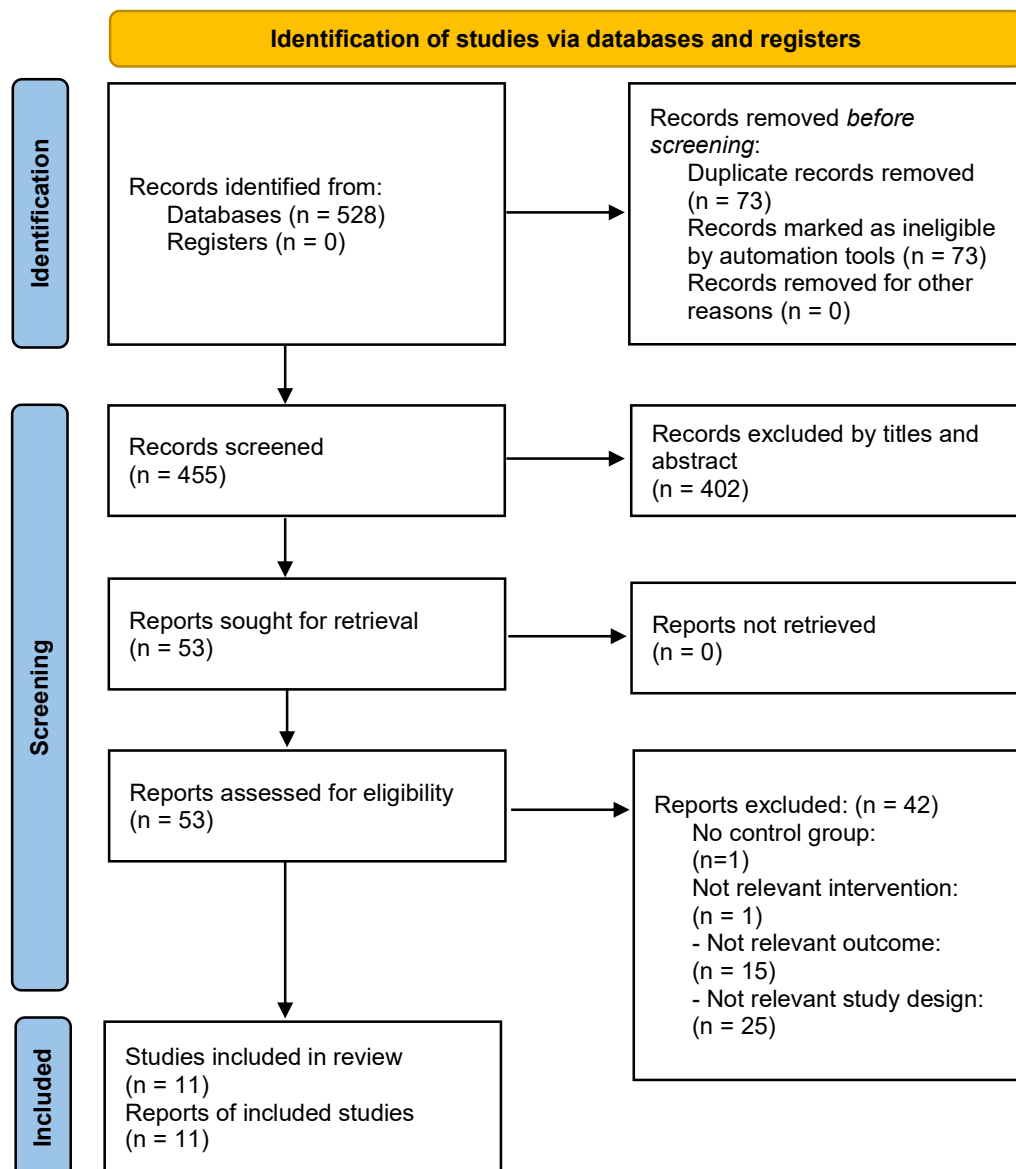 Identification of studies via databases and registers
Identification
Records identified from:
Databases (n = 528)
Registers (n = 0)
Records removed before
screening:
Duplicate records removed
(n = 73)
Records marked as ineligible
by automation tools (n = 73)
Records removed for other
reasons (n = 0)
Screening
Records screened
(n = 455)
Records excluded by titles and
abstract
(n = 402)
Reports sought for retrieval
(n = 53)
Reports not retrieved
(n = 0)
Reports assessed for eligibility
(n = 53)
Reports excluded: (n = 42)
No control group:
(n=1)
Not relevant intervention:
(n = 1)
- Not relevant outcome:
(n = 15)
- Not relevant study design:
(n = 25)
Included
Studies included in review
(n = 11)
Reports of included studies
(n = 11)